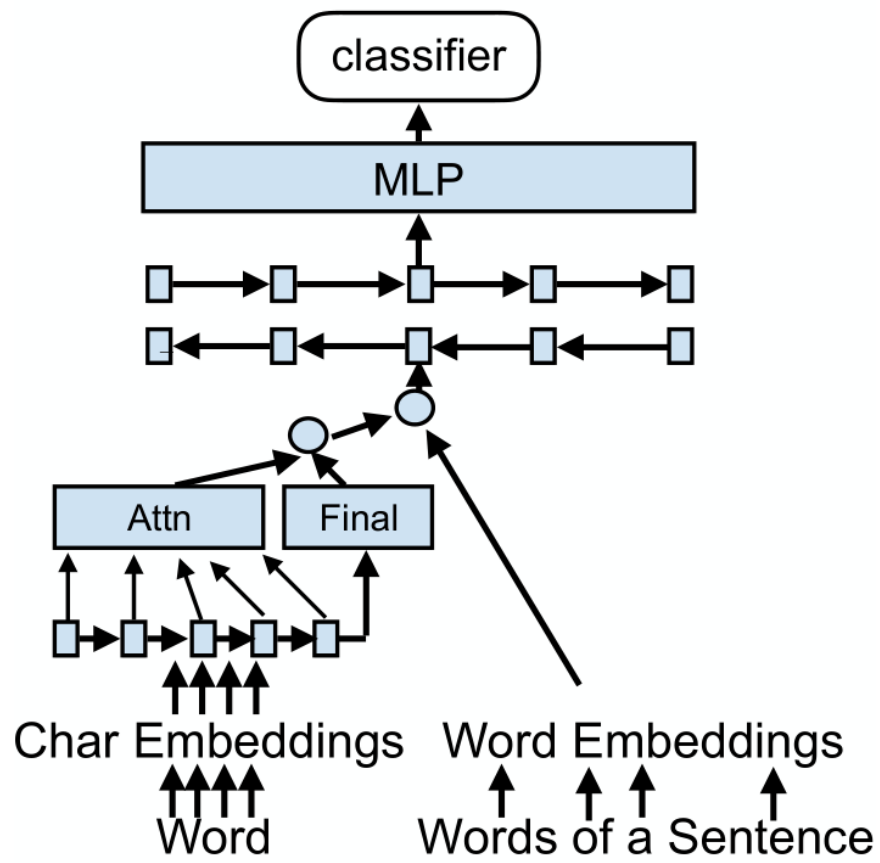 classifier
MLP
Attn
Final
Char Embeddings
Word Embeddings
Word
Words of a Sentence